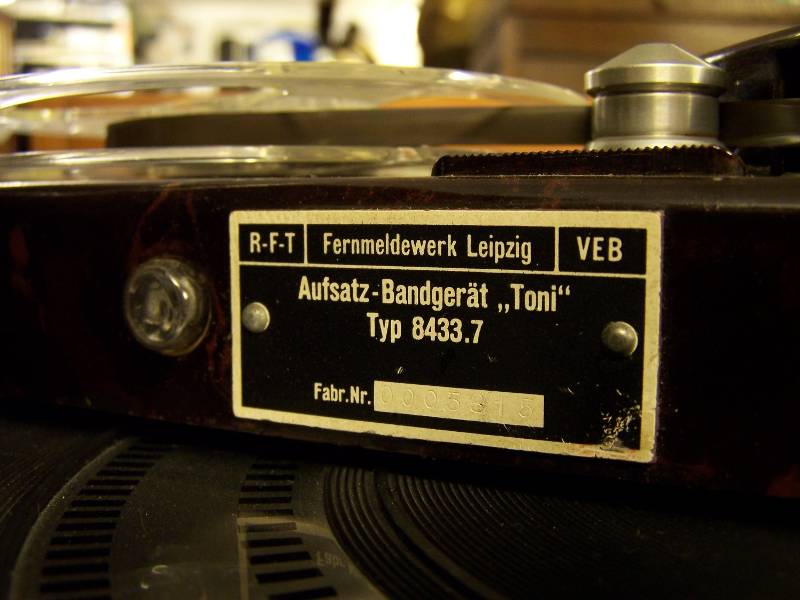 R-F-T Fernmeldewerk Leipzig VEB
Aufsatz-Bandgerät „Toni“
Typ 8433.7
Fabr.Nr.